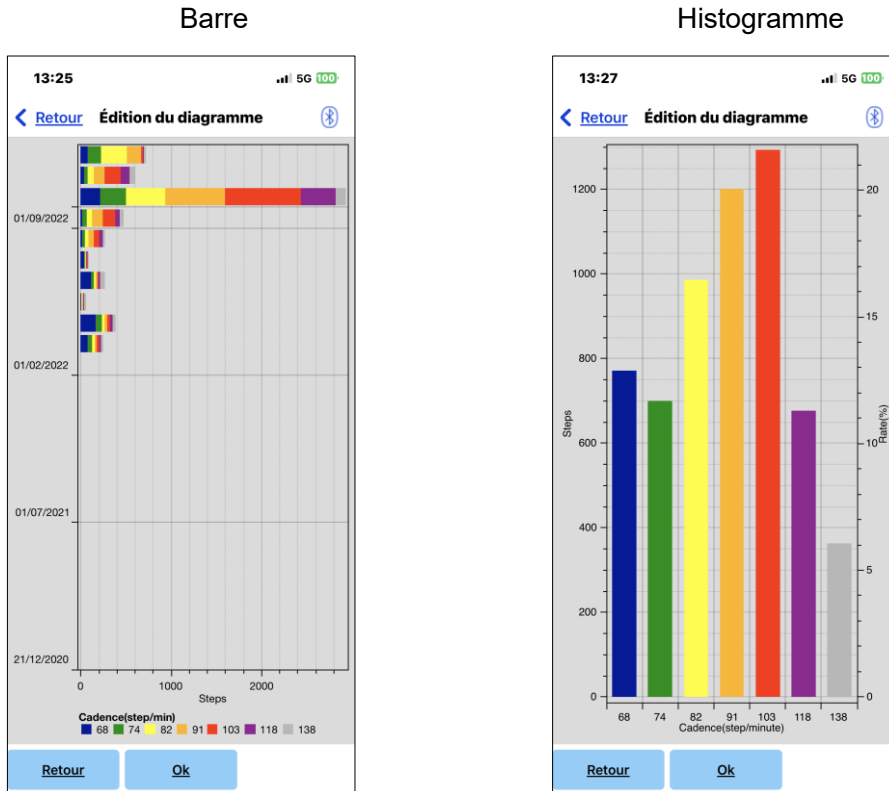 Barre
Histogramme
13:25
5G 100
Retour
Édition du diagramme
01/09/2022
01/02/2022
01/07/2021
21/12/2020
0
1000
2000
Steps
Cadence(step/min)
68 74 82 91 103 118 138
Retour
Ok
13:27
5G 100
Retour
Édition du diagramme
1200
1000
800
600
400
200
0
Steps
20
15
10
5
0
Rate(%)
68 74 82 91 103 118 138
Cadence(step/minute)
Retour
Ok